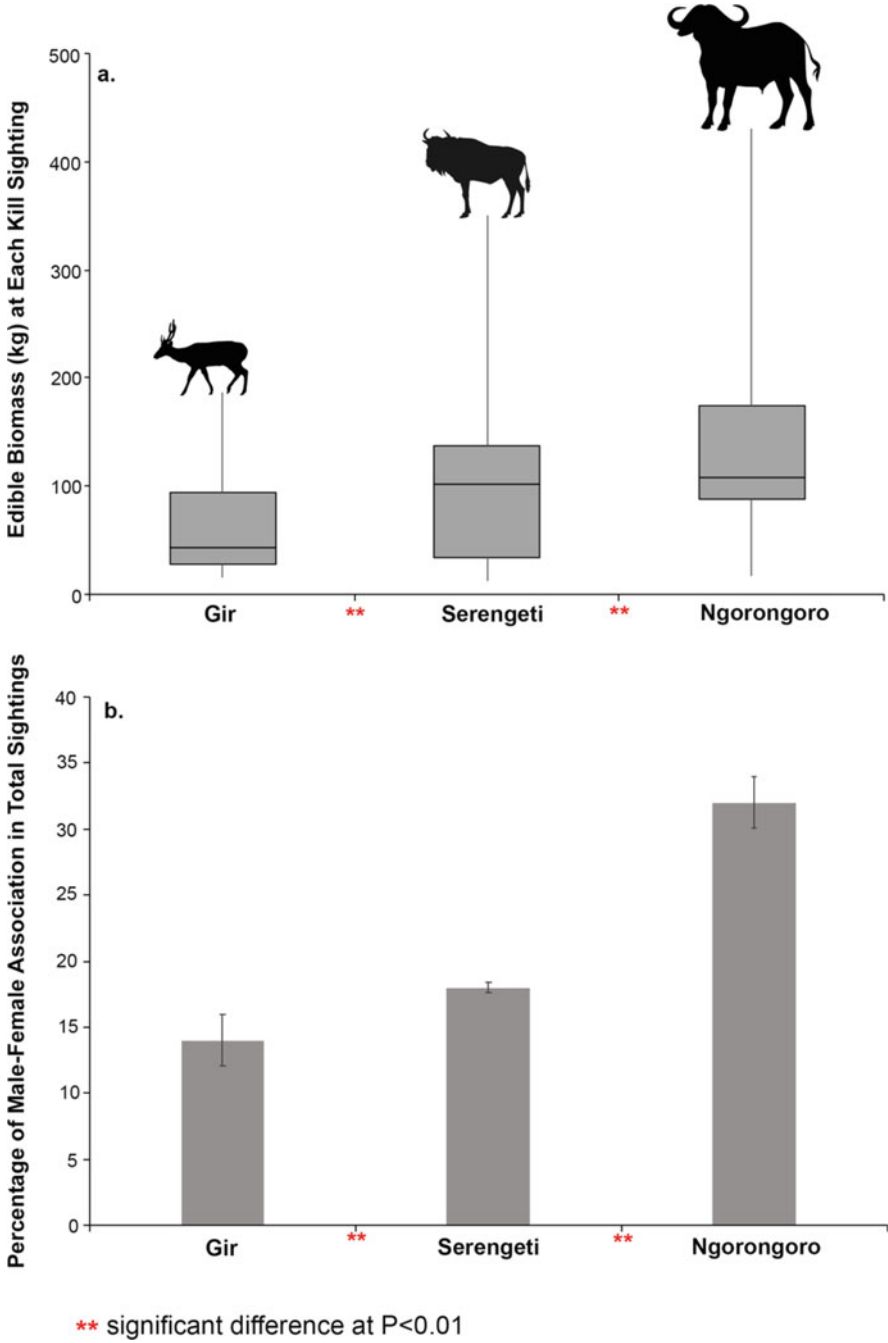 Edible Biomass (kg) at Each Kill Sighting
a.
500
400
300
200
100
0
Gir ** Serengeti ** Ngorongoro
Percentage of Male-Female Association in Total Sightings
b.
40
35
30
25
20
15
10
5
0
Gir ** Serengeti ** Ngorongoro
** significant difference at P<0.01